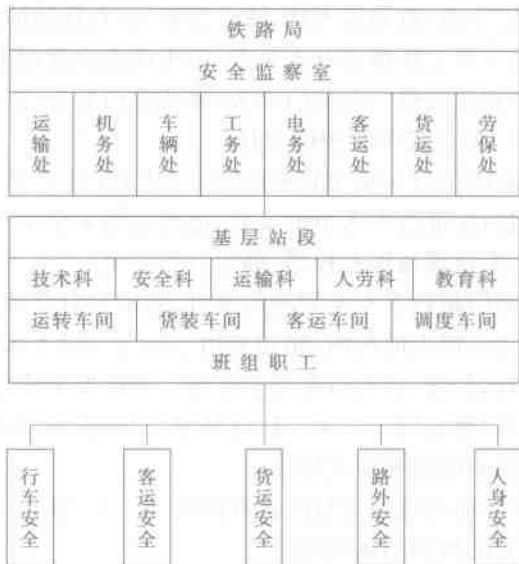 铁路局
安全监察室
运输处 机务处 车辆处 工务处 电务处 客运处 货运处 劳保处
基层站段
技术科 安全科 运输科 人劳科 教育科
运转车间 货装车间 客运车间 调度车间
班组职工
行车安全 客运安全 货运安全 路外安全 人身安全